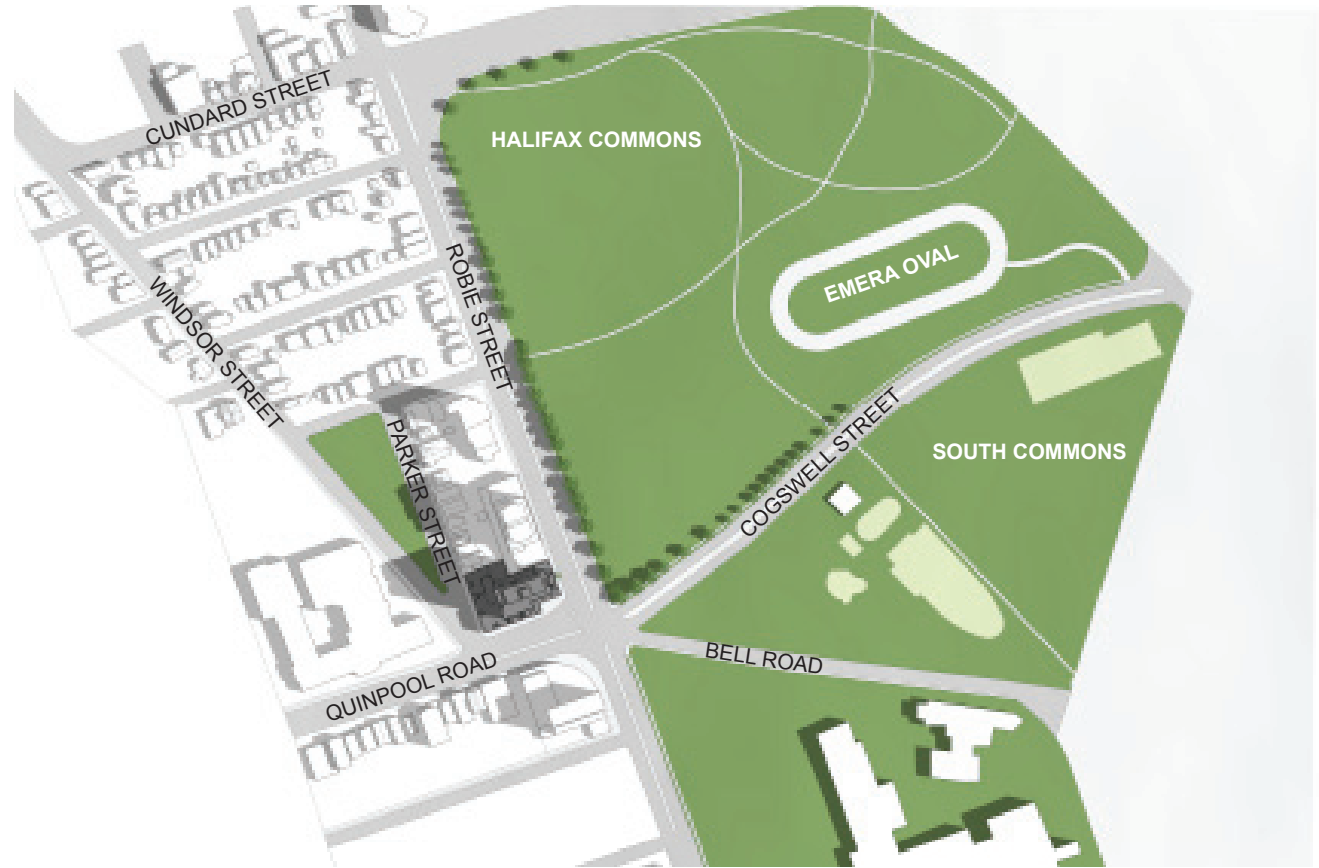 CUNDARD STREET
HALIFAX COMMONS
ROBIE STREET
EMERA OVAL
WINDSOR STREET
PARKER STREET
COGSWELL STREET
SOUTH COMMONS
BELL ROAD
QUINPOOL ROAD